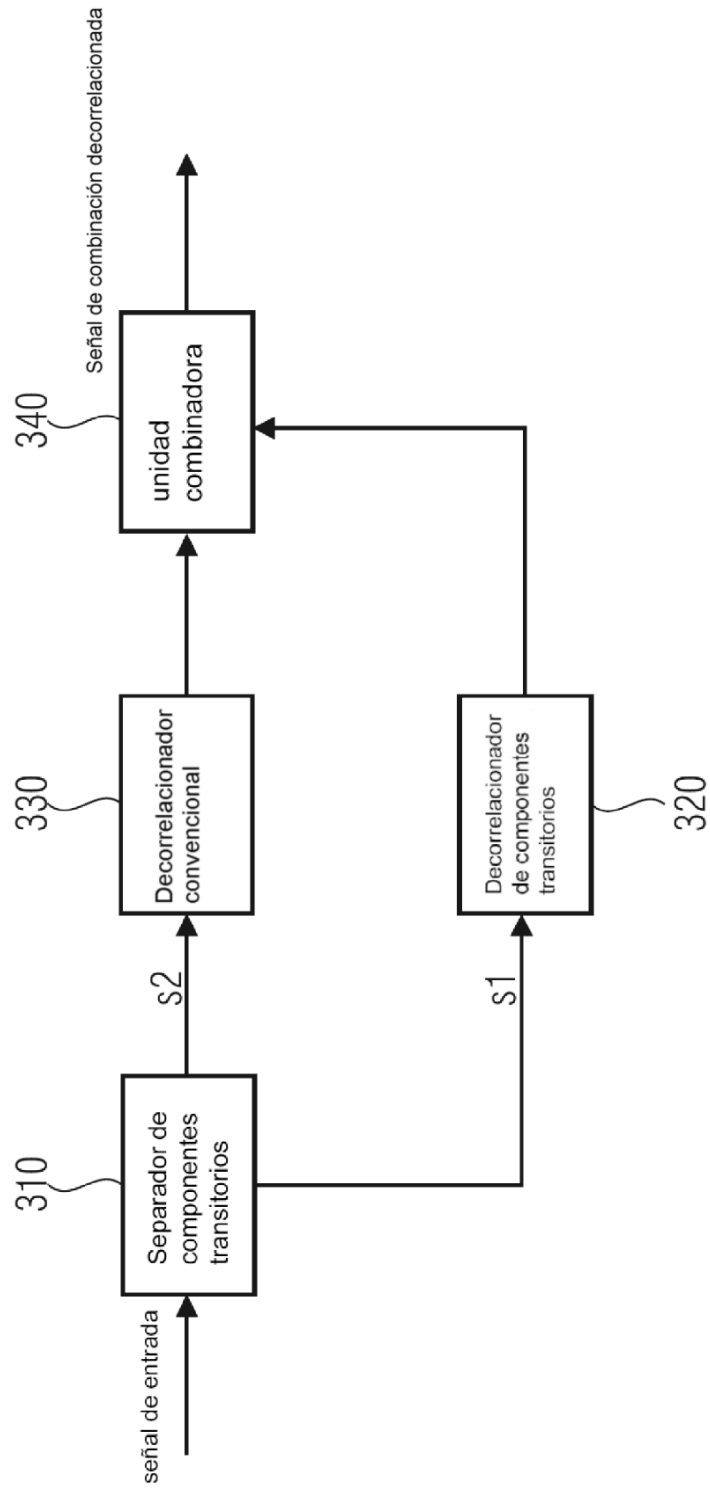 señal de entrada
310
Separador de
componentes
transitorios
s2
s1
330
Decorrelacionador
convencional
Decorrelacionador
de componentes
transitorios
320
340
unidad
combinadora
Señal de combinación decorrelacionada